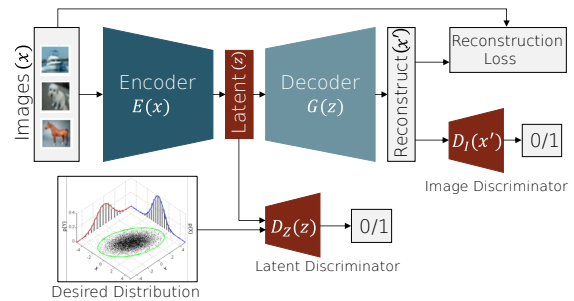 Images (x)
Encoder
E(x)
Latent (z)
Decoder
G(z)
Reconstruct (x')
Reconstruction
Loss
D_I(x')
0/1
Image Discriminator
D_Z(z)
0/1
Latent Discriminator
Desired Distribution